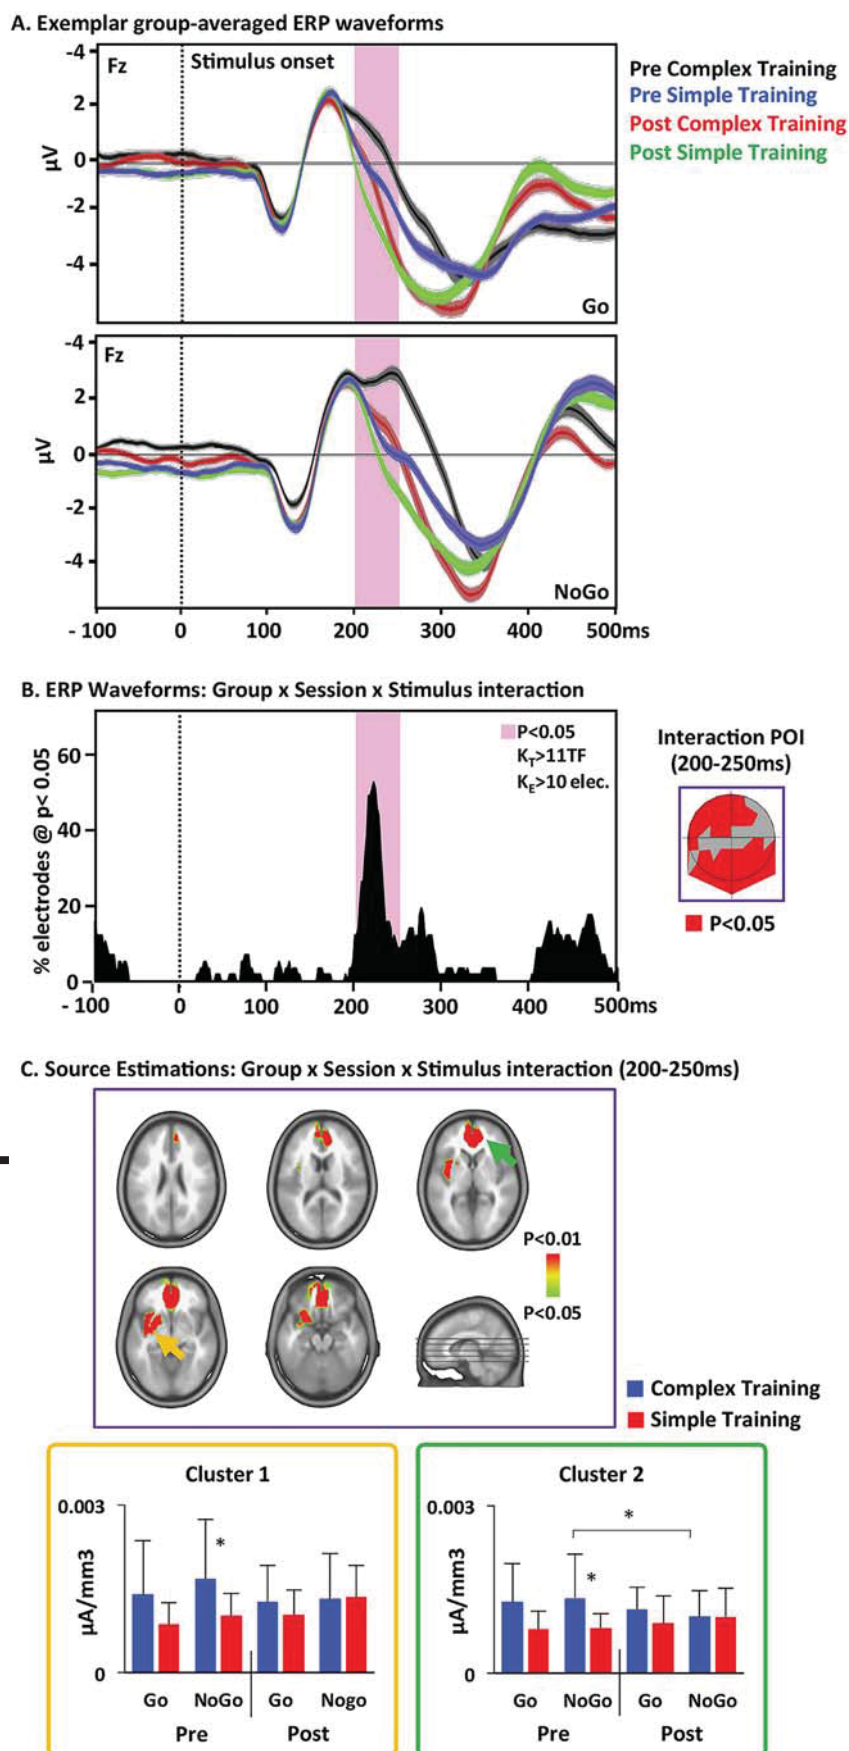 A. Exemplar group-averaged ERP waveforms
-4
Fz
Stimulus onset
2
0
-2
-4
µV
Go
Pre Complex Training
Pre Simple Training
Post Complex Training
Post Simple Training
-4
Fz
2
0
-2
-4
µV
NoGo
- 100 0 100 200 300 400 500ms
B. ERP Waveforms: Group x Session x Stimulus interaction
% electrodes @ p< 0.05
60
40
20
0
P<0.05
KT>11TF
KE>10 elec.
- 100 0 100 200 300 400 500ms
Interaction POI
(200-250ms)
P<0.05
C. Source Estimations: Group x Session x Stimulus interaction (200-250ms)
P<0.01
P<0.05
Complex Training
Simple Training
Cluster 1
0.003
µA/mm3
*
0
Go NoGo Go Nogo
Pre Post
Cluster 2
0.003
µA/mm3
*
*
0
Go NoGo Go NoGo
Pre Post